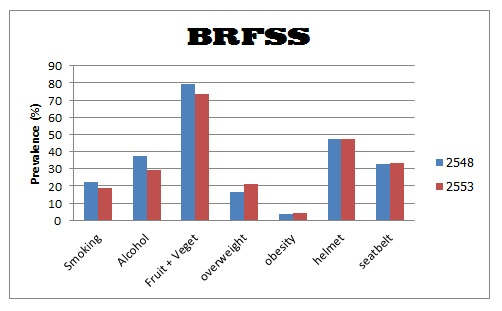 BRFSS
Prevalence (%)
90
80
70
60
50
40
30
20
10
0
Smoking
Alcohol
Fruit + Veget
overweight
obesity
helmet
seatbelt
2548
2553